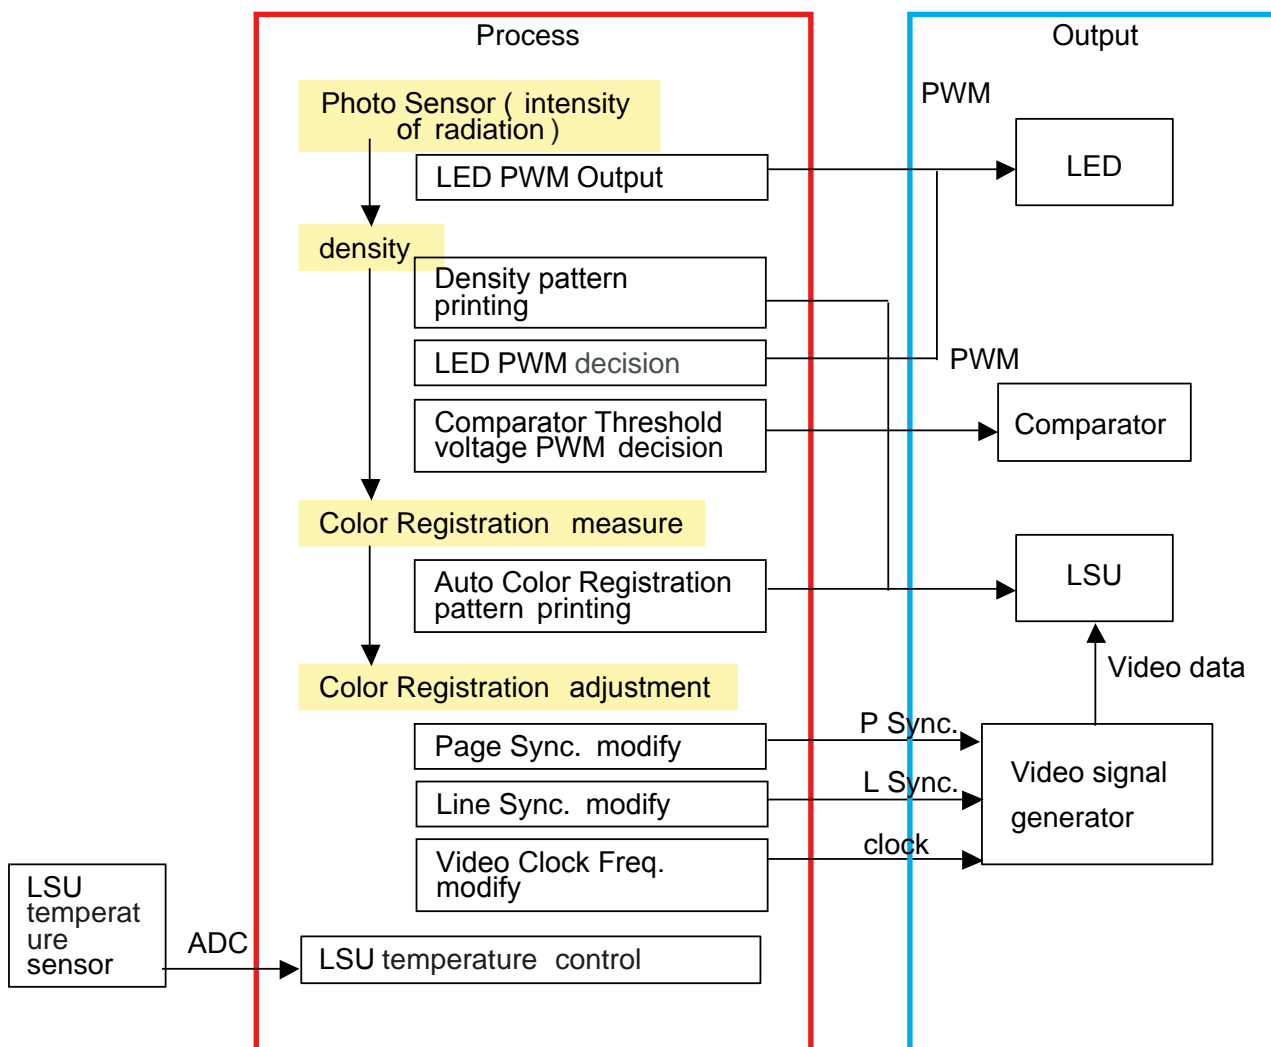 Process
Output
Photo Sensor ( intensity
of radiation )
PWM
LED PWM Output
LED
density
Density pattern
printing
LED PWM decision
PWM
Comparator Threshold
voltage PWM decision
Comparator
Color Registration measure
Auto Color Registration
pattern printing
LSU
Video data
Color Registration adjustment
Page Sync. modify
P Sync.
Line Sync. modify
L Sync.
Video signal
generator
Video Clock Freq.
modify
clock
LSU
temperat
ure
sensor
ADC
LSU temperature control